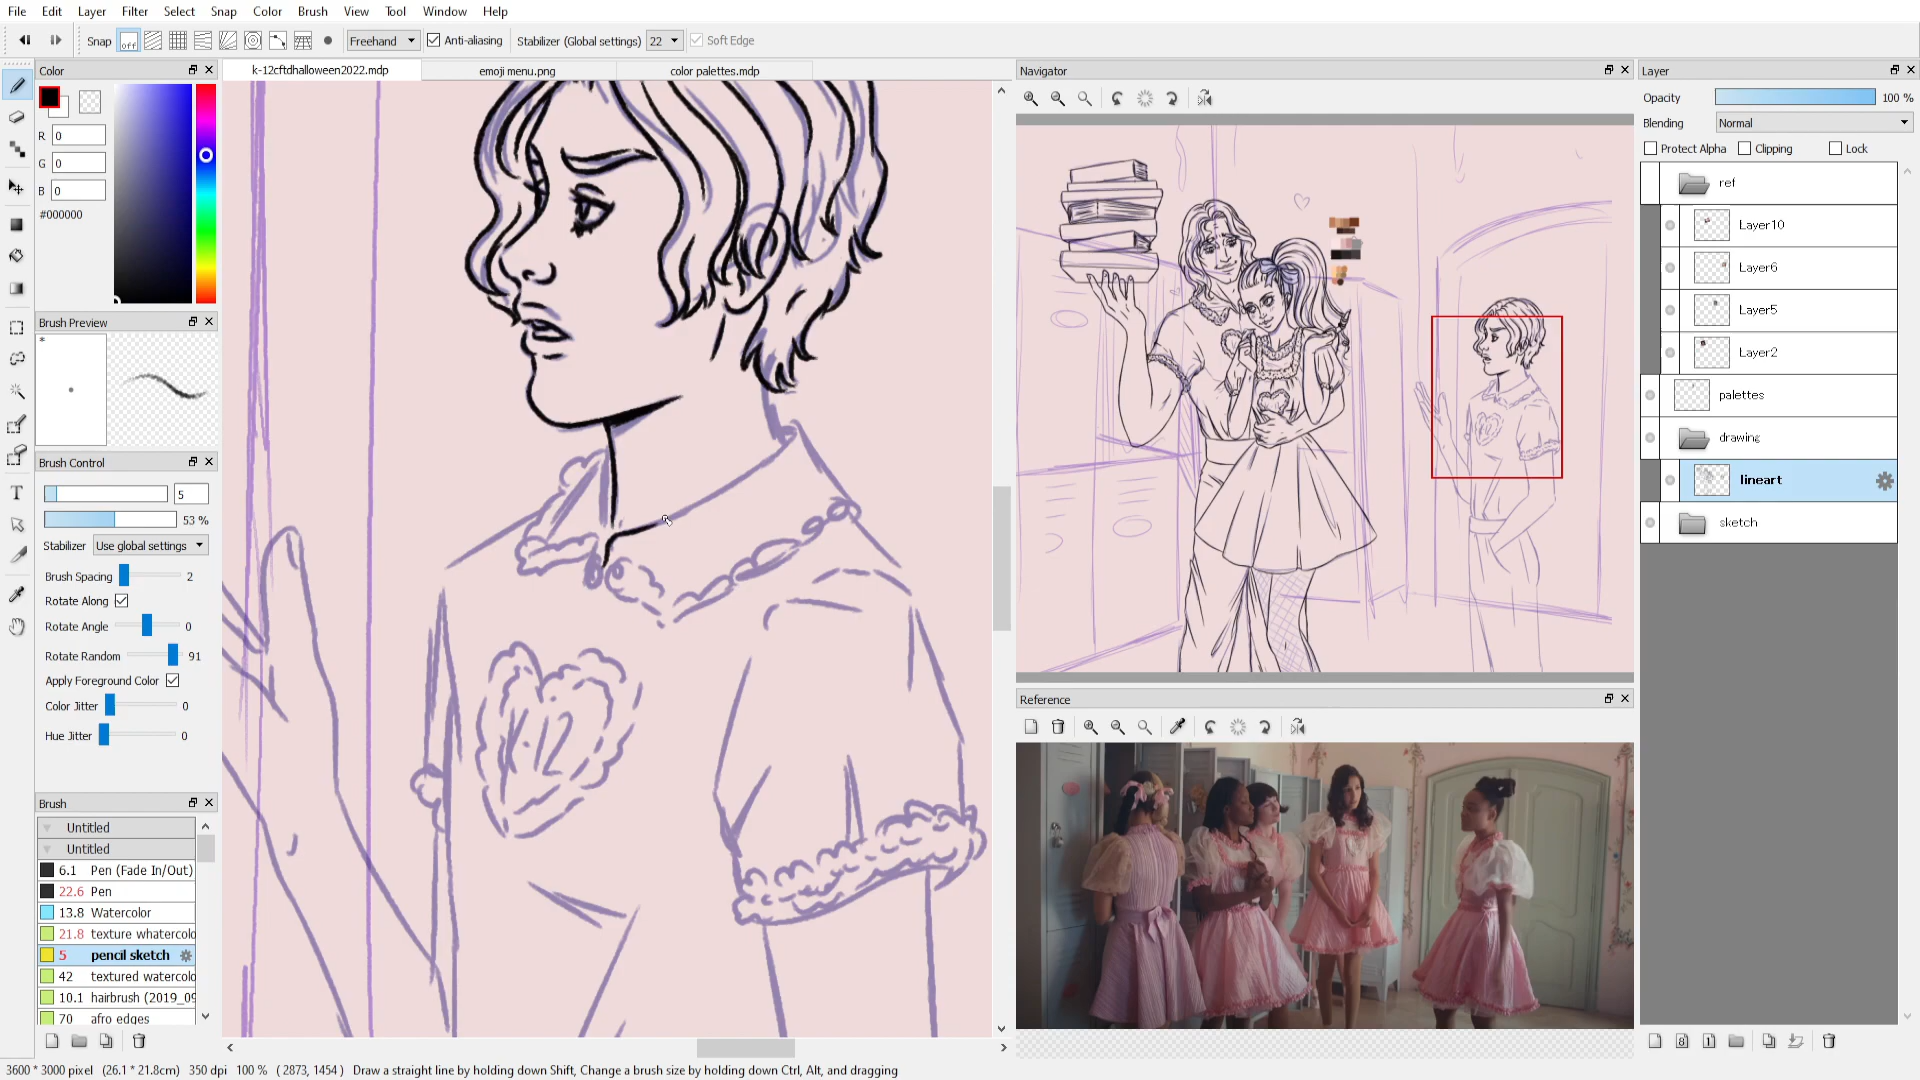 File Edit Layer Filter Select Snap Color Brush View Tool Window Help
Snap off Freehand Anti-aliasing Stabilizer (Global settings) 22 Soft Edge
Color
k-12cftdhalloween2022.mdp emoji menu.png color palettes.mdp
Navigator
Layer
R 0
G 0
B 0
#000000
Opacity 100 %
Blending Normal
Protect Alpha Clipping Lock
ref
Layer10
Layer6
Layer5
Layer2
palettes
drawing
lineart
sketch
Brush Preview
*
Brush Control
5
53 %
Stabilizer Use global settings
Brush Spacing 2
Rotate Along
Rotate Angle 0
Rotate Random 91
Apply Foreground Color
Color Jitter 0
Hue Jitter 0
K-12
Reference
Brush
Untitled
Untitled
6.1 Pen (Fade In/Out)
22.6 Pen
13.8 Watercolor
21.8 texture whatercolo
5 pencil sketch
42 textured watercolo
10.1 hairbrush (2019_09
70 afro edges
8 1
3600 * 3000 pixel (26.1 * 21.8cm) 350 dpi 100 % ( 2873, 1454 ) Draw a straight line by holding down Shift, Change a brush size by holding down Ctrl, Alt, and dragging